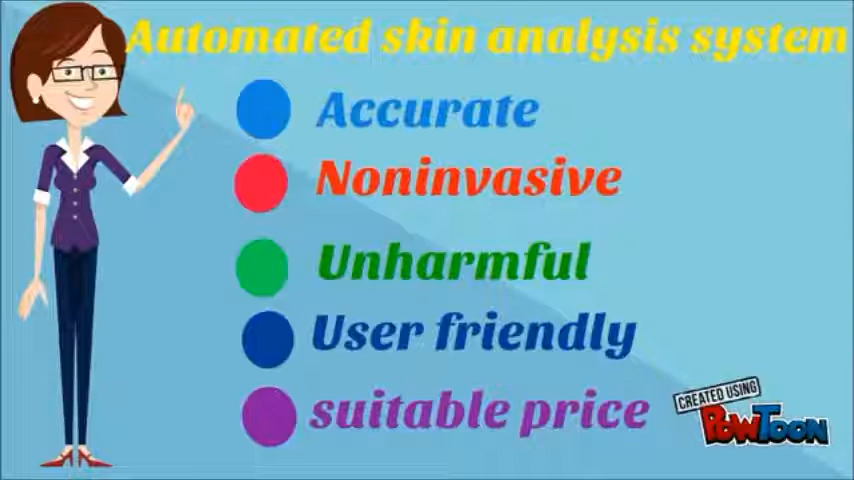 Automated skin analysis system
Accurate
Noninvasive
Unharmful
User friendly
suitable price
CREATED USING
POWTOON